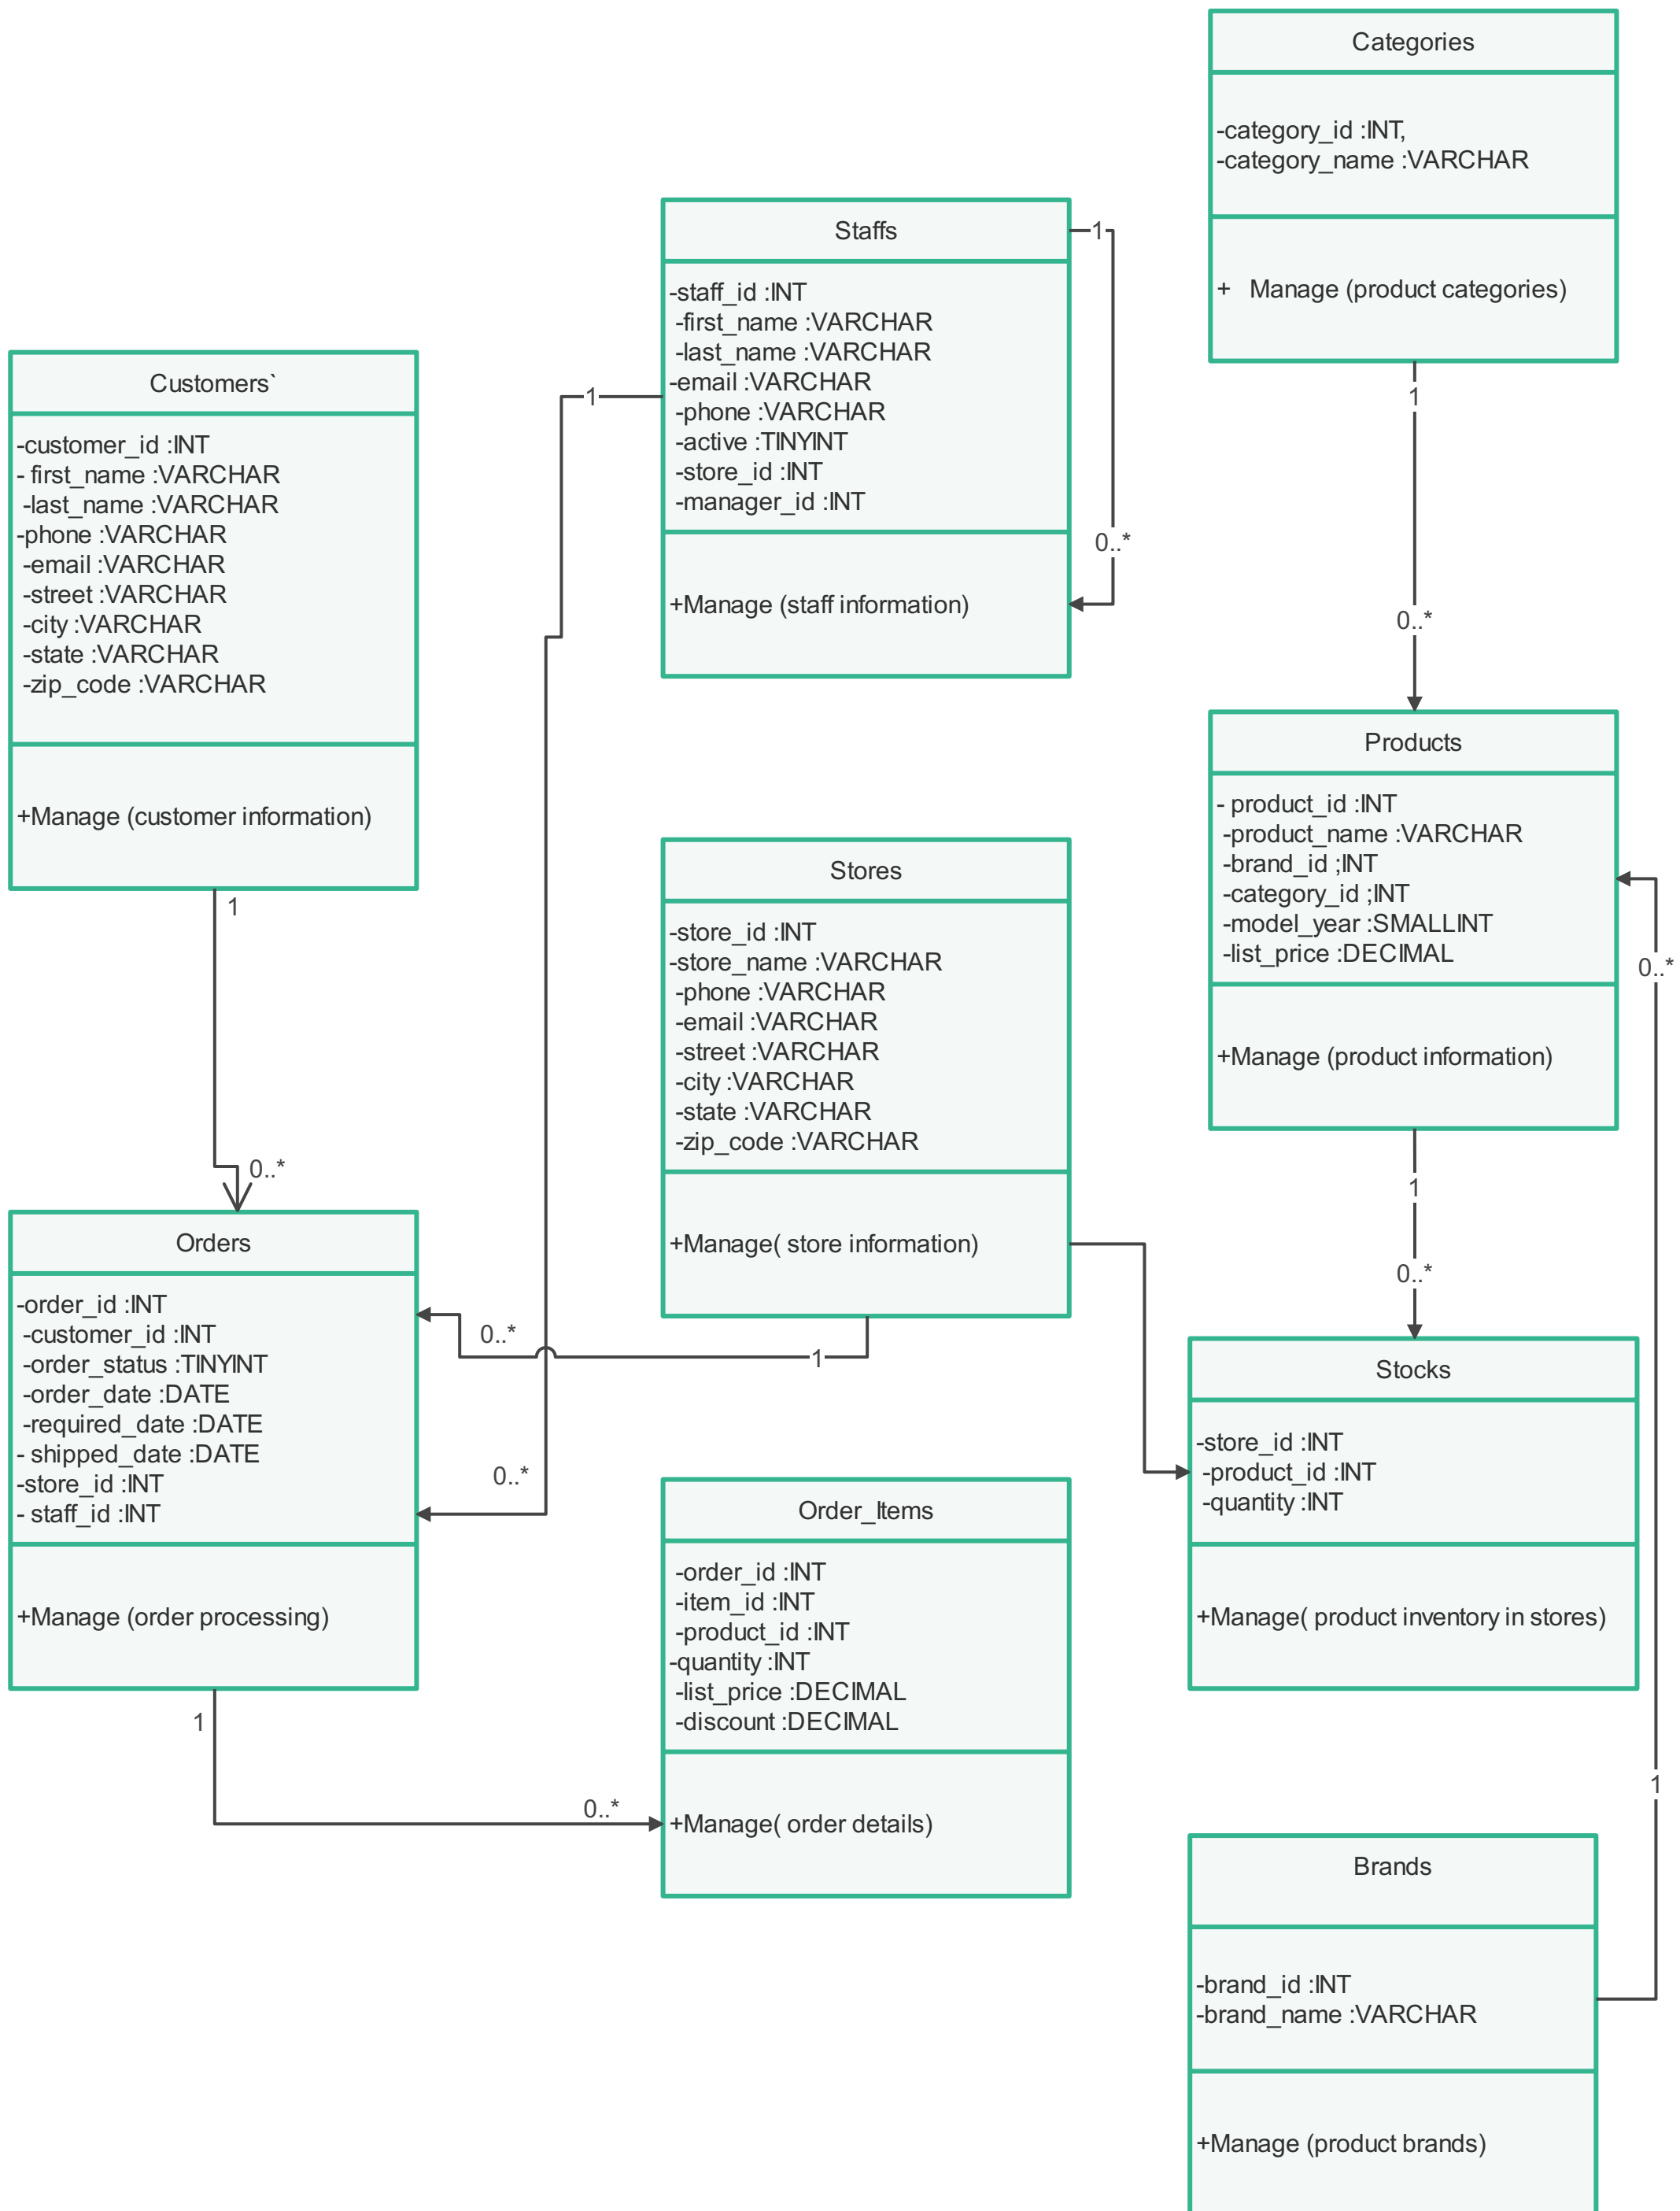 Categories
-category_id :INT,
-category_name :VARCHAR
+ Manage (product categories)
1
0..*
Staffs
-staff_id :INT
-first_name :VARCHAR
-last_name :VARCHAR
-email :VARCHAR
-phone :VARCHAR
-active :TINYINT
-store_id :INT
-manager_id :INT
+Manage (staff information)
1
0..*
1
0..*
Customers`
-customer_id :INT
- first_name :VARCHAR
-last_name :VARCHAR
-phone :VARCHAR
-email :VARCHAR
-street :VARCHAR
-city :VARCHAR
-state :VARCHAR
-zip_code :VARCHAR
+Manage (customer information)
1
0..*
Products
- product_id :INT
-product_name :VARCHAR
-brand_id ;INT
-category_id ;INT
-model_year :SMALLINT
-list_price :DECIMAL
+Manage (product information)
1
0..*
Stores
-store_id :INT
-store_name :VARCHAR
-phone :VARCHAR
-email :VARCHAR
-street :VARCHAR
-city :VARCHAR
-state :VARCHAR
-zip_code :VARCHAR
+Manage( store information)
1
0..*
Orders
-order_id :INT
-customer_id :INT
-order_status :TINYINT
-order_date :DATE
-required_date :DATE
- shipped_date :DATE
-store_id :INT
- staff_id :INT
+Manage (order processing)
1
0..*
Stocks
-store_id :INT
-product_id :INT
-quantity :INT
+Manage( product inventory in stores)
Order_Items
-order_id :INT
-item_id :INT
-product_id :INT
-quantity :INT
-list_price :DECIMAL
-discount :DECIMAL
+Manage( order details)
Brands
-brand_id :INT
-brand_name :VARCHAR
+Manage (product brands)
1
0..*